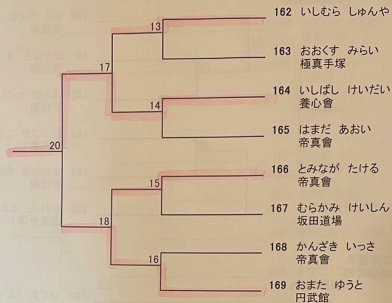 162 いしむら しゅんや
13
163 おおくす みらい
極真手塚
17
164 いしばし けいだい
養心會
14
165 はまだ あおい
帝真會
20
166 とみなが たける
帝真會
15
167 むらかみ けいしん
坂田道場
18
168 かんざき いっさ
帝真會
16
169 おまた ゆうと
円武館